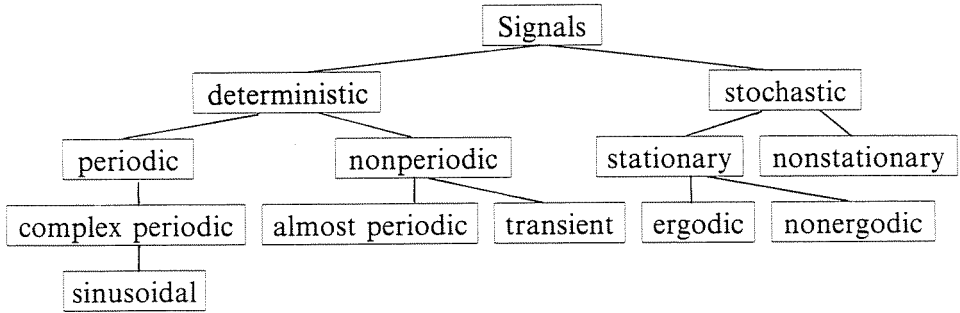 Signals
deterministic
stochastic
periodic
nonperiodic
stationary
nonstationary
complex periodic
almost periodic
transient
ergodic
nonergodic
sinusoidal